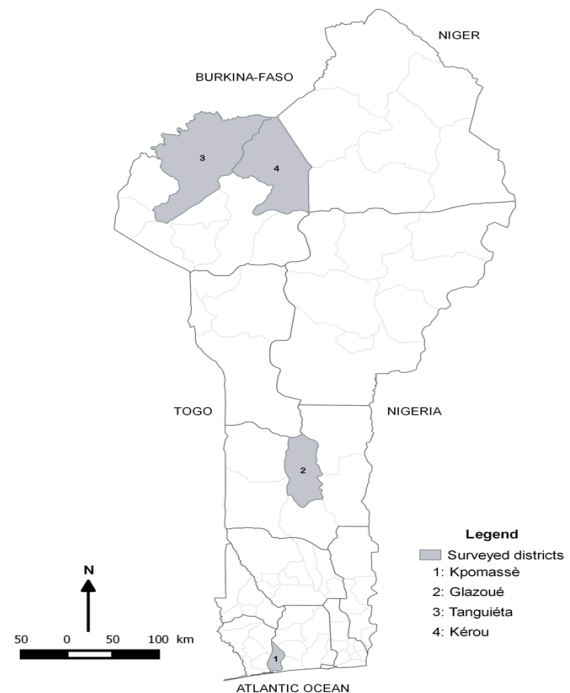 NIGER
BURKINA-FASO
3
4
TOGO
NIGERIA
2
Legend
Surveyed districts
1: Kpomassè
2: Glazoué
3: Tanguiéta
4: Kérou
N
50 0 50 100 km
1
ATLANTIC OCEAN